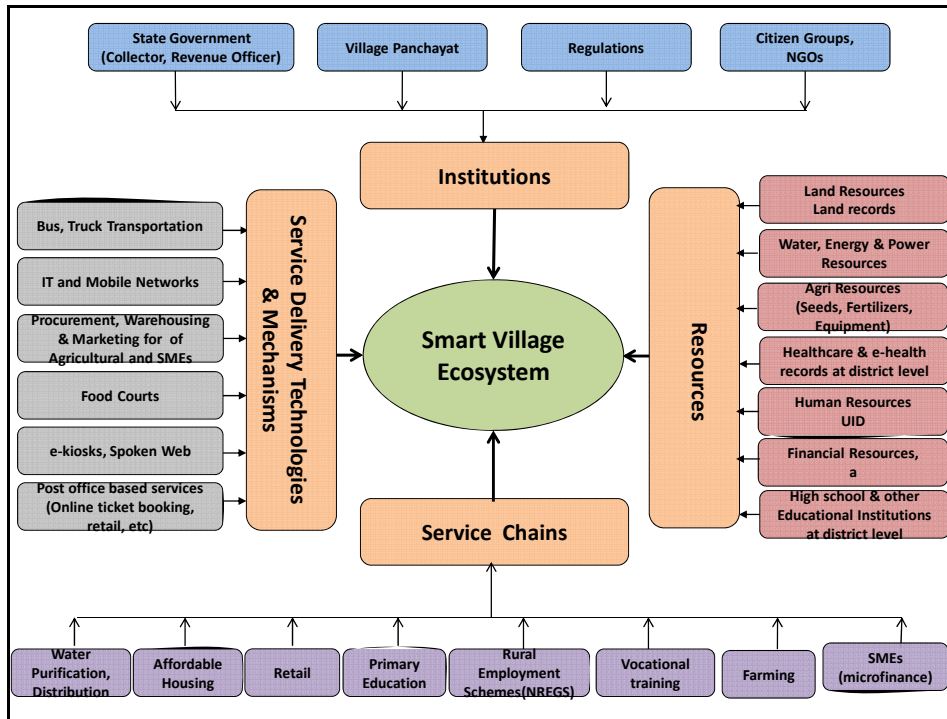 State Government
(Collector, Revenue Officer)
Village Panchayat
Regulations
Citizen Groups,
NGOs
Institutions
Bus, Truck Transportation
IT and Mobile Networks
Procurement, Warehousing
& Marketing for of
Agricultural and SMEs
Food Courts
e-kiosks, Spoken Web
Post office based services
(Online ticket booking,
retail, etc)
Service Delivery Technologies
& Mechanisms
Smart Village
Ecosystem
Resources
Land Resources
Land records
Water, Energy & Power
Resources
Agri Resources
(Seeds, Fertilizers,
Equipment)
Healthcare & e-health
records at district level
Human Resources
UID
Financial Resources,
a
High school & other
Educational Institutions
at district level
Service Chains
Water
Purification,
Distribution
Affordable
Housing
Retail
Primary
Education
Rural
Employment
Schemes(NREGS)
Vocational
training
Farming
SMEs
(microfinance)